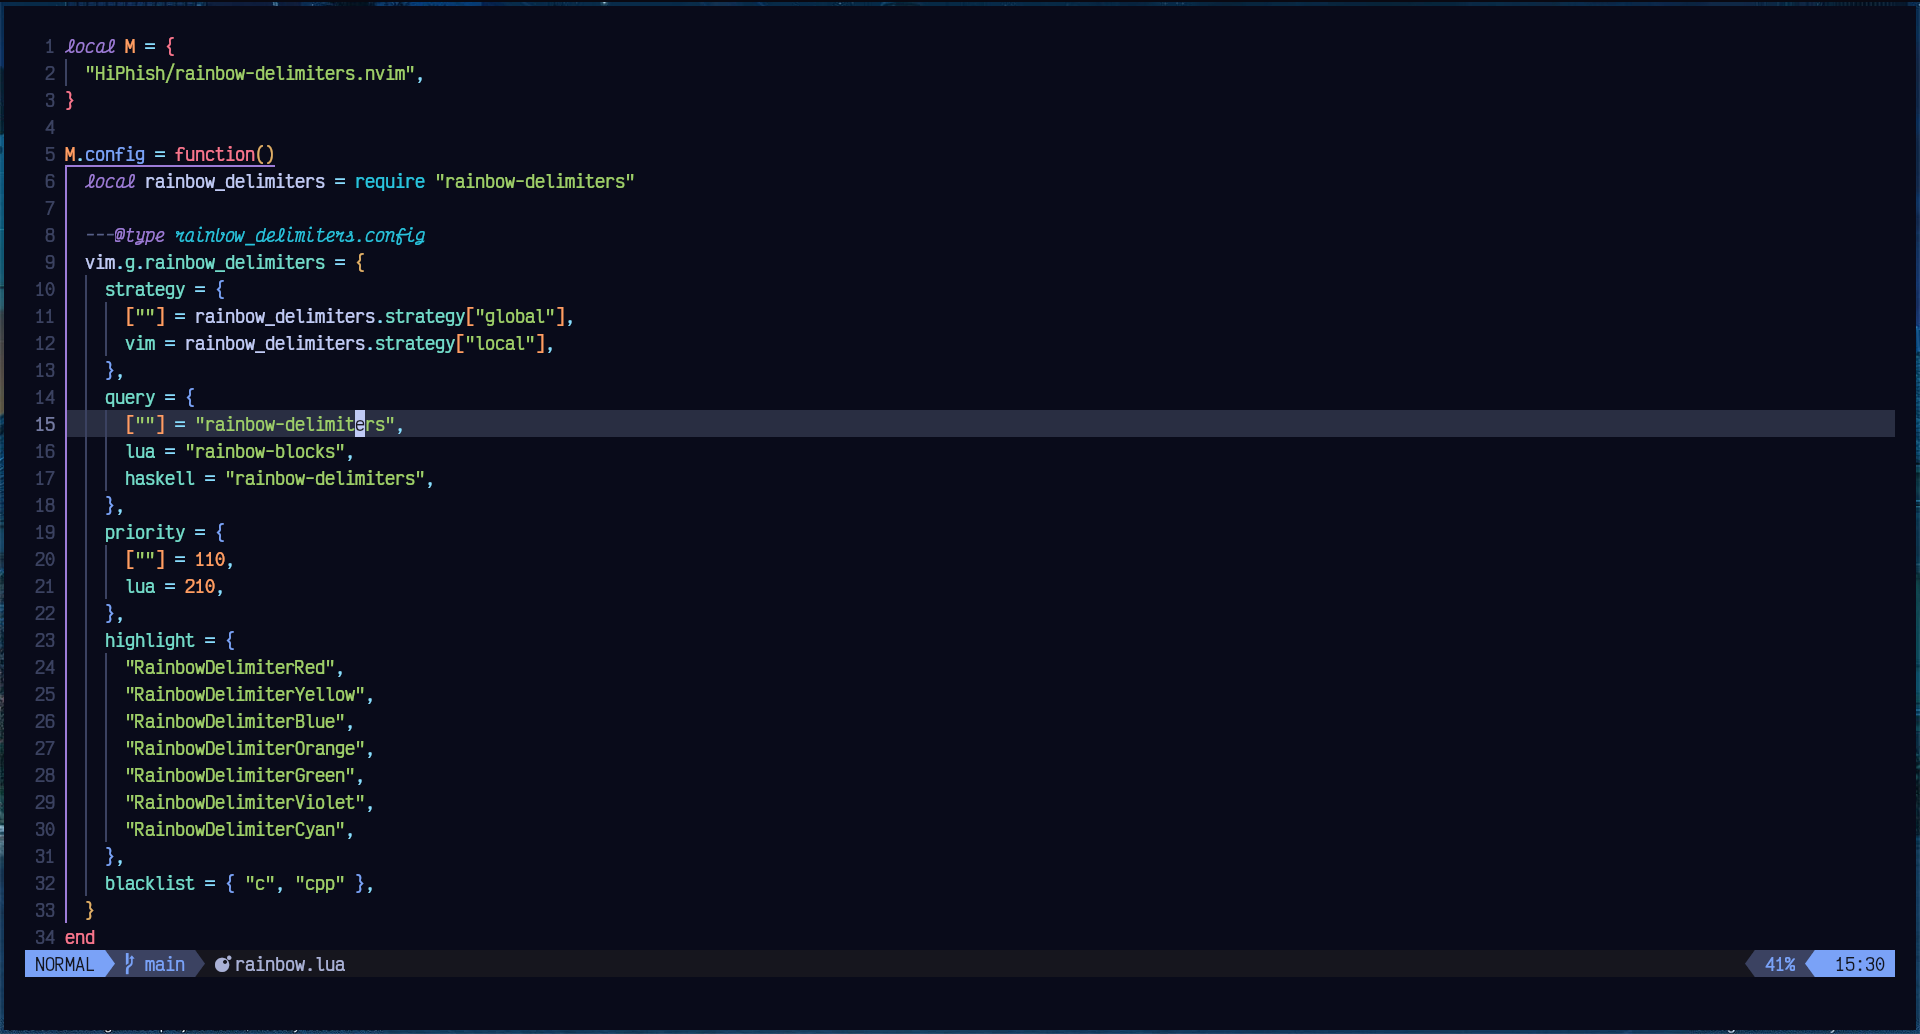 1 local M = {
2   "HiPhish/rainbow-delimiters.nvim",
3 }
4
5 M.config = function()
6   local rainbow_delimiters = require "rainbow-delimiters"
7
8   ---@type rainbow_delimiters.config
9   vim.g.rainbow_delimiters = {
10     strategy = {
11       [""] = rainbow_delimiters.strategy["global"],
12       vim = rainbow_delimiters.strategy["local"],
13     },
14     query = {
15       [""] = "rainbow-delimiters",
16       lua = "rainbow-blocks",
17       haskell = "rainbow-delimiters",
18     },
19     priority = {
20       [""] = 110,
21       lua = 210,
22     },
23     highlight = {
24       "RainbowDelimiterRed",
25       "RainbowDelimiterYellow",
26       "RainbowDelimiterBlue",
27       "RainbowDelimiterOrange",
28       "RainbowDelimiterGreen",
29       "RainbowDelimiterViolet",
30       "RainbowDelimiterCyan",
31     },
32     blacklist = { "c", "cpp" },
33   }
34 end
NORMAL main rainbow.lua 41% 15:30